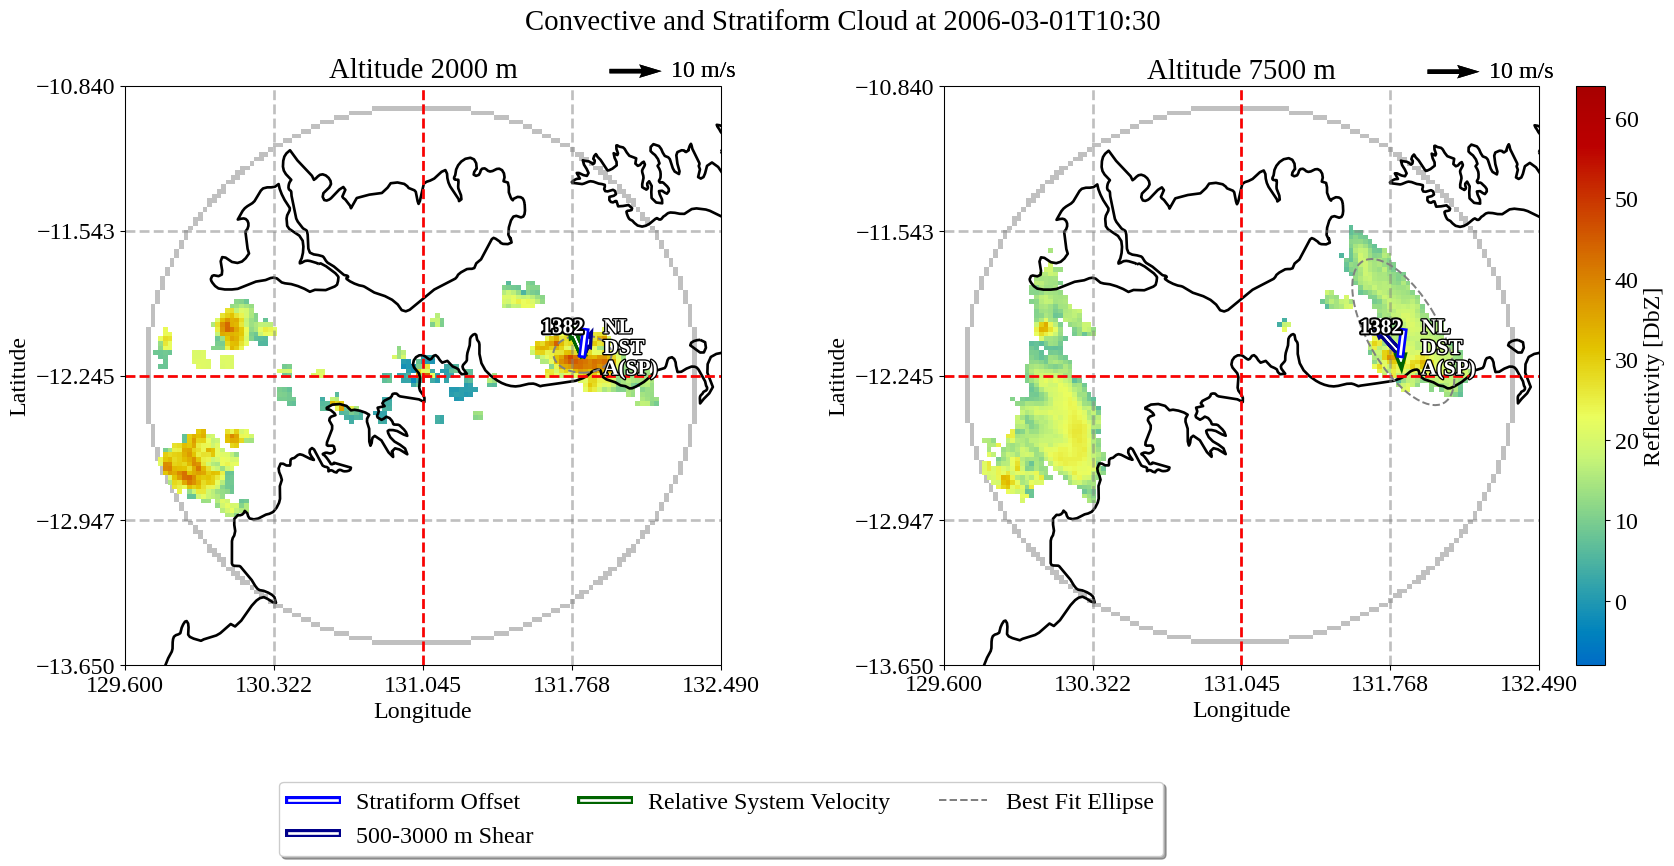 Convective and Stratiform Cloud at 2006-03-01T10:30
Altitude 2000 m
10 m/s
Altitude 7500 m
10 m/s
−10.840
−11.543
−12.245
−12.947
−13.650
129.600
130.322
131.045
131.768
132.490
Longitude
Latitude
1382
NL
DST
A(SP)
−10.840
−11.543
−12.245
−12.947
−13.650
129.600
130.322
131.045
131.768
132.490
Longitude
Latitude
1382
NL
DST
A(SP)
60
50
40
30
20
10
0
Reflectivity [DbZ]
Stratiform Offset
500-3000 m Shear
Relative System Velocity
Best Fit Ellipse